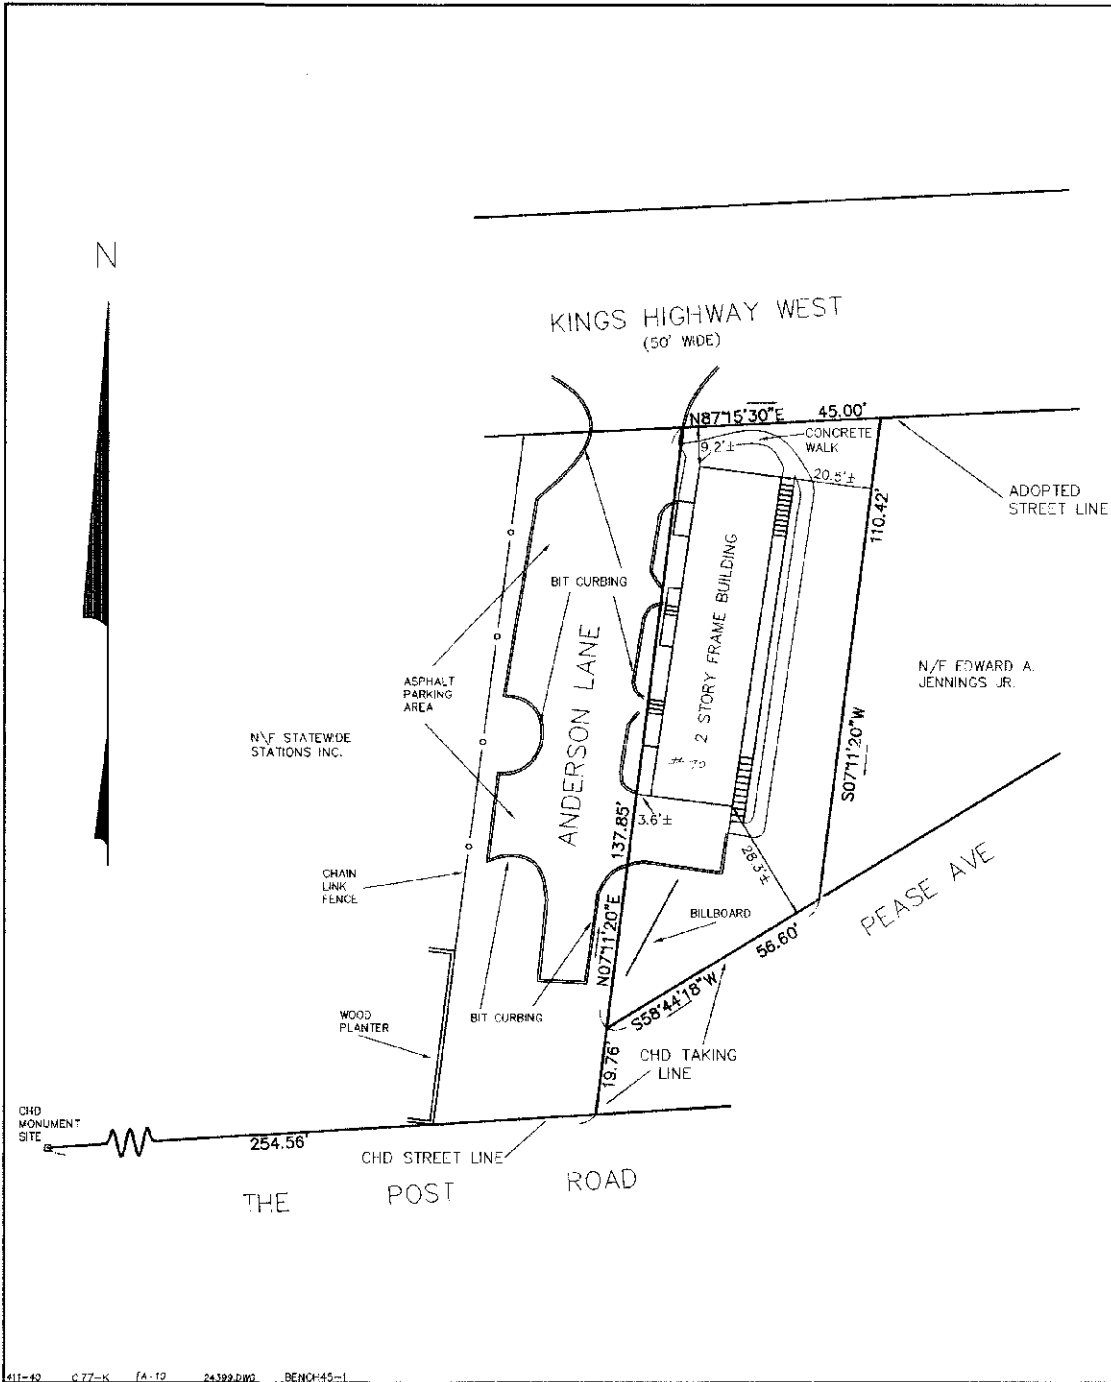 N
KINGS HIGHWAY WEST
(50' WIDE)
N87°15'30"E 45.00'
CONCRETE
WALK
9.2'±
20.5'±
ADOPTED
STREET LINE
110.42'
BIT CURBING
2 STORY FRAME BUILDING
ANDERSON LANE
ASPHALT
PARKING
AREA
N/F EDWARD A.
JENNINGS JR.
N\F STATEWIDE
STATIONS INC.
S07°11'20"W
3.6'±
137.85'
28.3'±
CHAIN
LINK
FENCE
N07°11'20"E
BILLBOARD
PEASE AVE
56.60'
S58°44'18"W
WOOD
PLANTER
BIT CURBING
19.76'
CHD TAKING
LINE
CHD
MONUMENT
SITE
254.56'
CHD STREET LINE
THE POST ROAD
411-40 C77-K FA-10 24399.DWG BENCH45-1